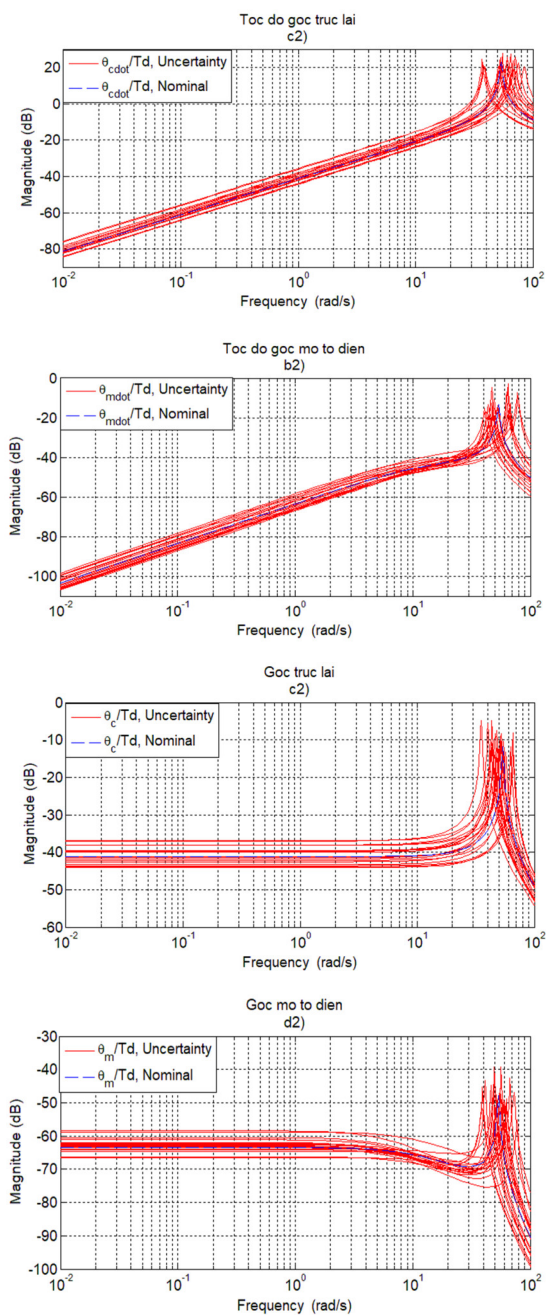 Toc do goc truc lai
c2)
θcdot/Td, Uncertainty
θcdot/Td, Nominal
20
0
-20
-40
-60
-80
Magnitude (dB)
10-2
10-1
100
101
102
Frequency (rad/s)
Toc do goc mo to dien
b2)
θmdot/Td, Uncertainty
θmdot/Td, Nominal
0
-20
-40
-60
-80
-100
Magnitude (dB)
10-2
10-1
100
101
102
Frequency (rad/s)
Goc truc lai
c2)
θc/Td, Uncertainty
θc/Td, Nominal
0
-10
-20
-30
-40
-50
-60
Magnitude (dB)
10-2
10-1
100
101
102
Frequency (rad/s)
Goc mo to dien
d2)
θm/Td, Uncertainty
θm/Td, Nominal
-30
-40
-50
-60
-70
-80
-90
-100
Magnitude (dB)
10-2
10-1
100
101
102
Frequency (rad/s)